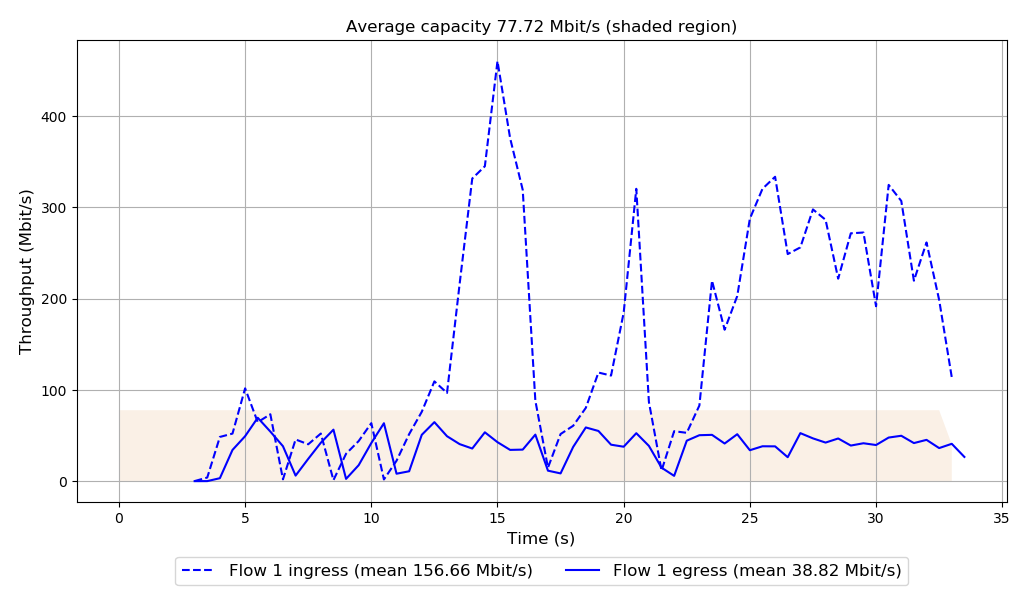 Average capacity 77.72 Mbit/s (shaded region)
Throughput (Mbit/s)
400
300
200
100
0
0 5 10 15 20 25 30 35
Time (s)
Flow 1 ingress (mean 156.66 Mbit/s) Flow 1 egress (mean 38.82 Mbit/s)